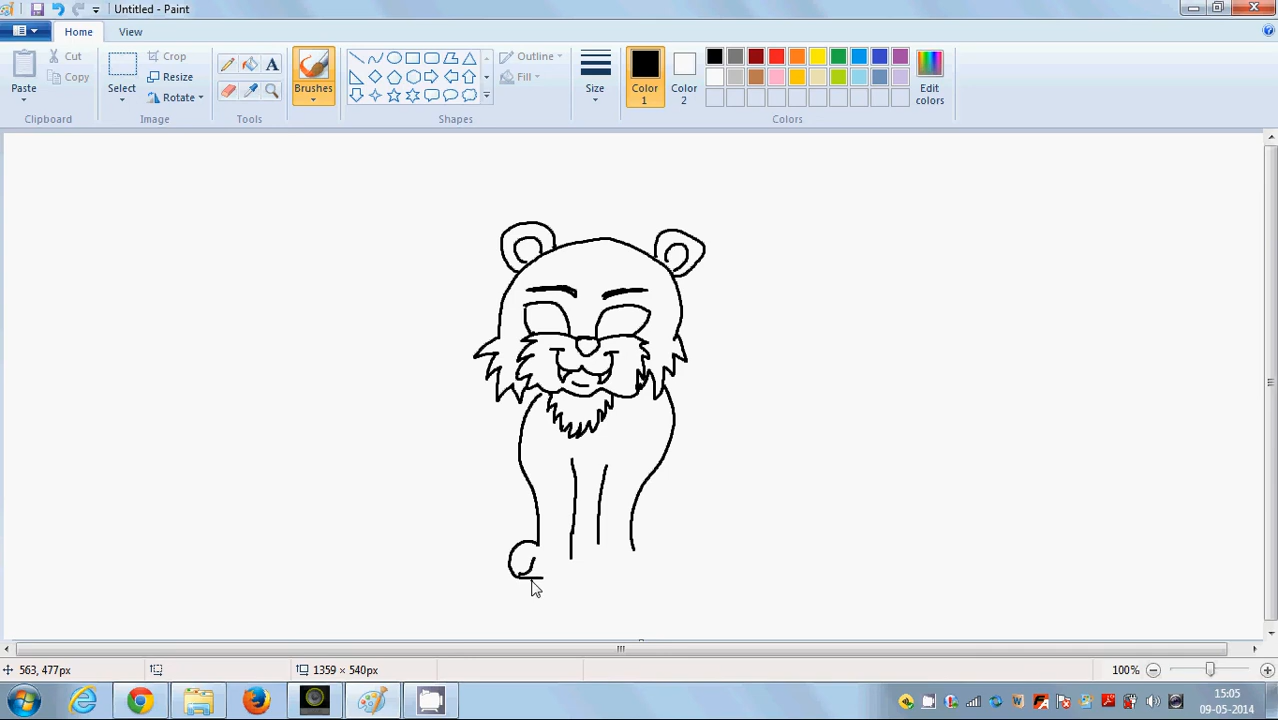 Untitled - Paint
Home
View
Paste
Cut
Copy
Clipboard
Select
Crop
Resize
Rotate
Image
A
Tools
Brushes
Outline
Fill
Shapes
Size
Color 1
Color 2
Edit colors
Colors
563, 477px
1359 × 540px
100%
15:05
09-05-2014